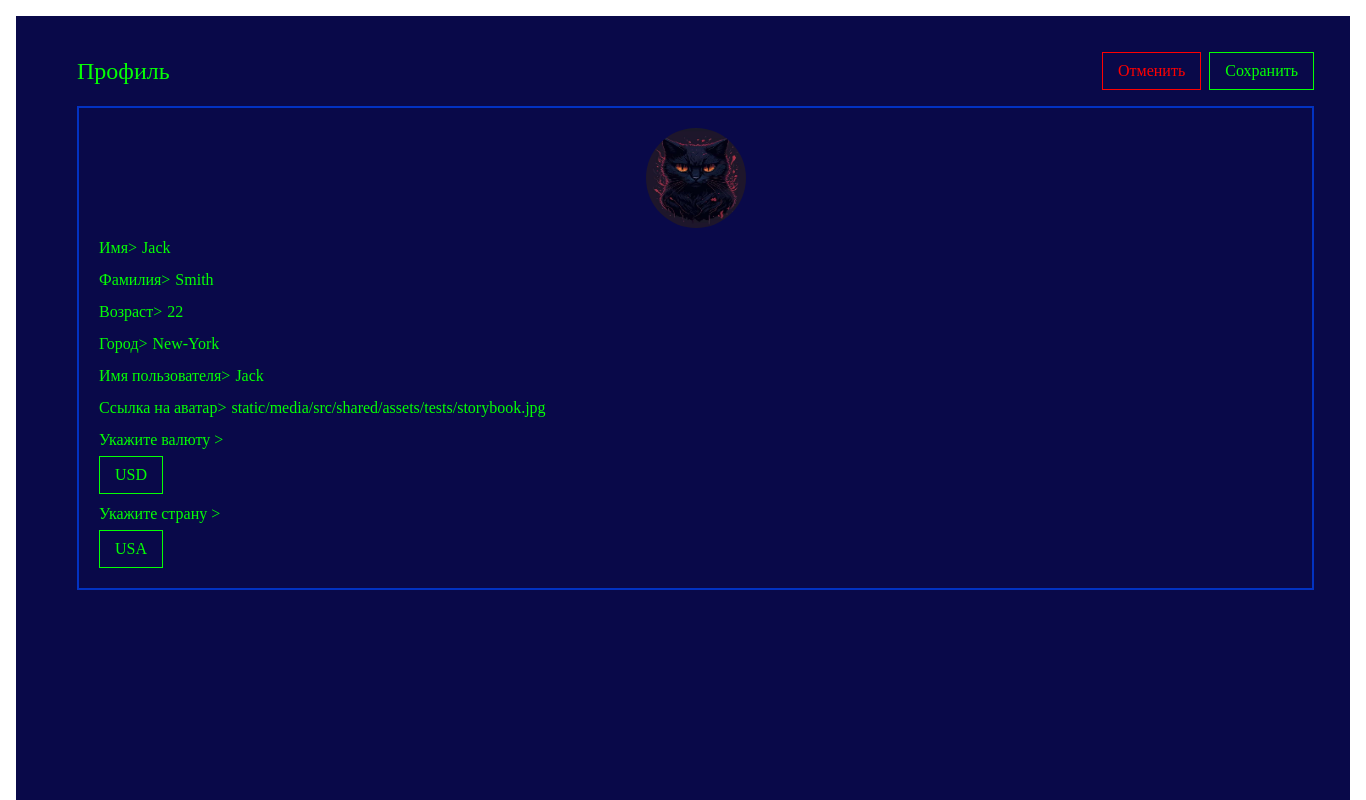 Профиль
Отменить
Сохранить
Имя> Jack
Фамилия> Smith
Возраст> 22
Город> New-York
Имя пользователя> Jack
Ссылка на аватар> static/media/src/shared/assets/tests/storybook.jpg
Укажите валюту >
USD
Укажите страну >
USA